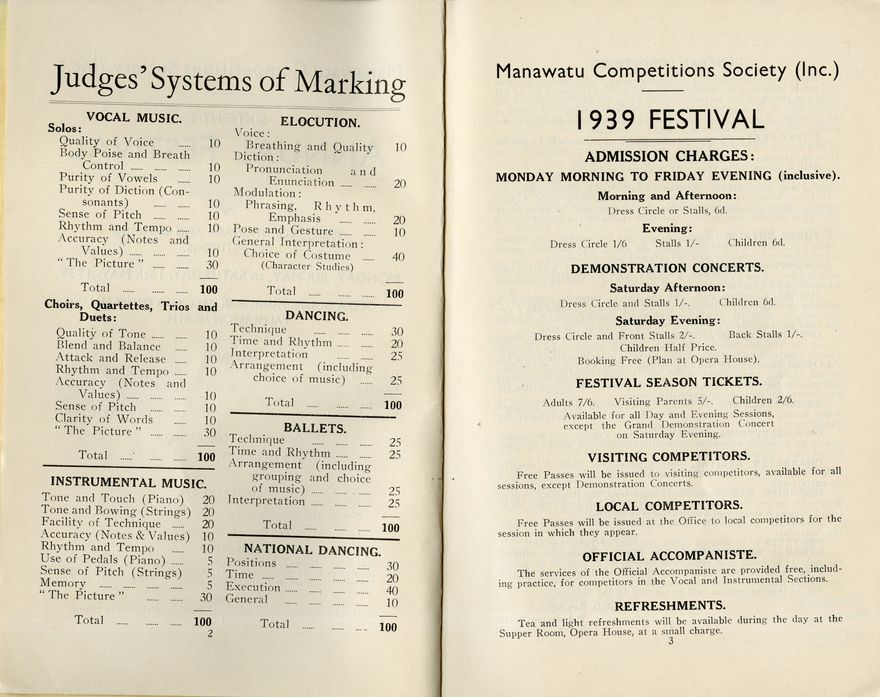 Judges' Systems of Marking
VOCAL MUSIC.
Solos:
Quality of Voice ...... 10
Body Poise and Breath
Control ...... ...... 10
Purity of Vowels ...... 10
Purity of Diction (Con-
sonants) ...... ...... 10
Sense of Pitch ...... ...... 10
Rhythm and Tempo ...... 10
Accuracy (Notes and
Values) ...... ...... 10
"The Picture" ...... ...... 30
Total ...... ...... ...... 100
Choirs, Quartettes, Trios and
Duets:
Quality of Tone ...... ...... 10
Blend and Balance ...... 10
Attack and Release ...... 10
Rhythm and Tempo ...... 10
Accuracy (Notes and
Values) ...... ...... ...... 10
Sense of Pitch ...... ...... 10
Clarity of Words ...... 10
"The Picture" ...... ...... 30
Total ...... ...... ...... 100
INSTRUMENTAL MUSIC.
Tone and Touch (Piano) 20
Tone and Bowing (Strings) 20
Facility of Technique ...... 20
Accuracy (Notes & Values) 10
Rhythm and Tempo ...... 10
Use of Pedals (Piano) ...... 5
Sense of Pitch (Strings) 5
Memory ...... ...... ...... ...... 5
"The Picture" ...... ...... 30
Total ...... ...... ...... 100
2
ELOCUTION.
Voice:
Breathing and Quality 10
Diction:
Pronunciation and
Enunciation ...... ...... 20
Modulation:
Phrasing, Rhythm,
Emphasis ...... ...... 20
Pose and Gesture ...... ...... 10
General Interpretation:
Choice of Costume ...... 40
(Character Studies)
Total ...... ...... ...... 100
DANCING.
Technique ...... ...... ...... 30
Time and Rhythm ...... ...... 20
Interpretation ...... ...... 25
Arrangement (including
choice of music) ...... 25
Total ...... ...... ...... 100
BALLETS.
Technique ...... ...... ...... 25
Time and Rhythm ...... ...... 25
Arrangement (including
grouping and choice
of music) ...... ...... ...... 25
Interpretation ...... ...... ...... 25
Total ...... ...... ...... 100
NATIONAL DANCING.
Positions ...... ...... ...... ...... 30
Time ...... ...... ...... ...... 20
Execution ...... ...... ...... ...... 40
General ...... ...... ...... ...... 10
Total ...... ...... ...... 100
Manawatu Competitions Society (Inc.)
1939 FESTIVAL
ADMISSION CHARGES:
MONDAY MORNING TO FRIDAY EVENING (inclusive).
Morning and Afternoon:
Dress Circle or Stalls, 6d.
Evening:
Dress Circle 1/6 Stalls 1/- Children 6d.
DEMONSTRATION CONCERTS.
Saturday Afternoon:
Dress Circle and Stalls 1/-. Children 6d.
Saturday Evening:
Dress Circle and Front Stalls 2/-. Back Stalls 1/-.
Children Half Price.
Booking Free (Plan at Opera House).
FESTIVAL SEASON TICKETS.
Adults 7/6. Visiting Parents 5/-. Children 2/6.
Available for all Day and Evening Sessions,
except the Grand Demonstration Concert
on Saturday Evening.
VISITING COMPETITORS.
Free Passes will be issued to visiting competitors, available for all
sessions, except Demonstration Concerts.
LOCAL COMPETITORS.
Free Passes will be issued at the Office to local competitors for the
session in which they appear.
OFFICIAL ACCOMPANISTE.
The services of the Official Accompaniste are provided free, includ-
ing practice, for competitors in the Vocal and Instrumental Sections.
REFRESHMENTS.
Tea and light refreshments will be available during the day at the
Supper Room, Opera House, at a small charge.
3